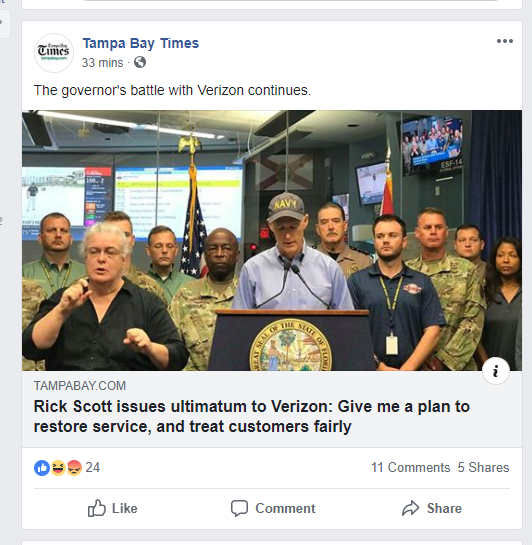 Tampa Bay
Times
tampabay.com
Tampa Bay Times
33 mins ·
The governor's battle with Verizon continues.
ESF-14
NAVY
GREAT SEAL OF THE STATE OF FLORIDA
i
TAMPABAY.COM
Rick Scott issues ultimatum to Verizon: Give me a plan to
restore service, and treat customers fairly
24
11 Comments 5 Shares
Like
Comment
Share